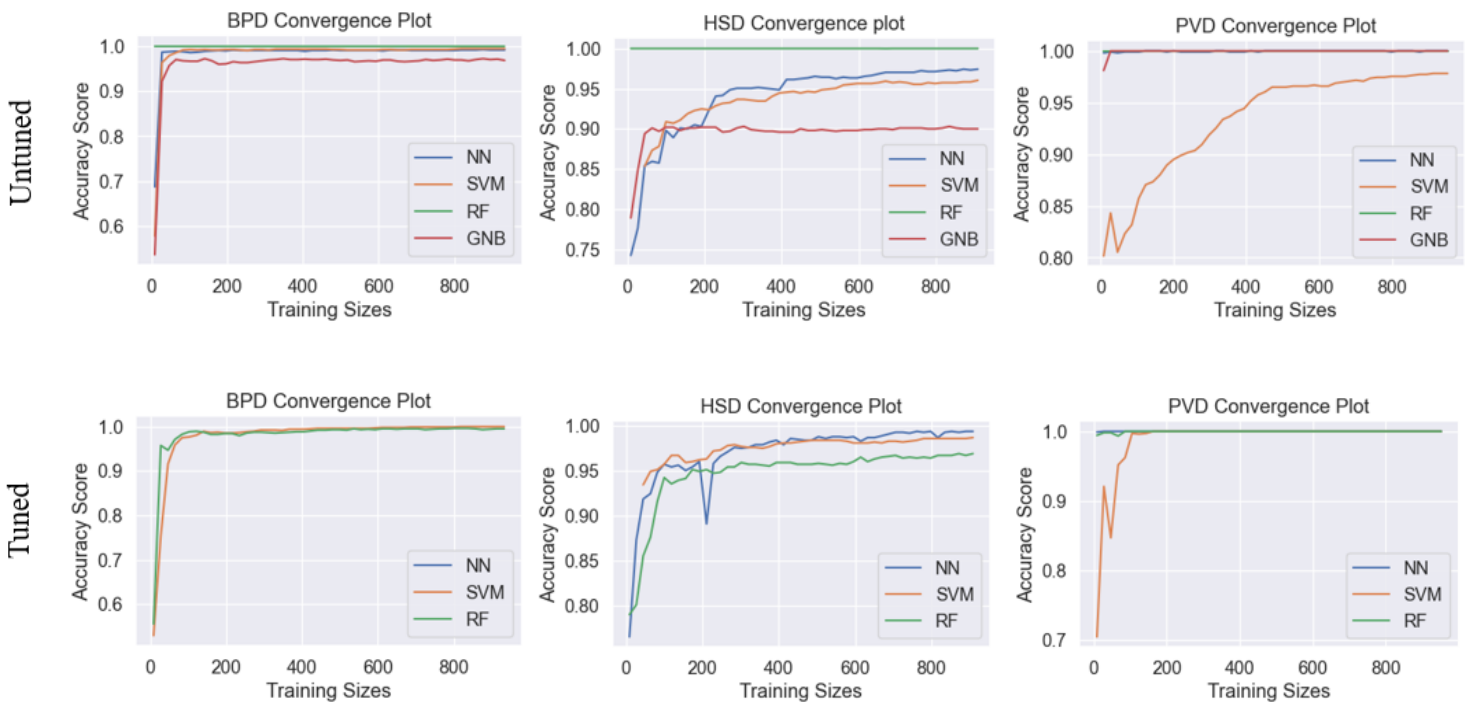 Untuned
BPD Convergence Plot
Accuracy Score
1.0
0.9
0.8
0.7
0.6
NN
SVM
RF
GNB
0 200 400 600 800
Training Sizes
HSD Convergence plot
Accuracy Score
1.00
0.95
0.90
0.85
0.80
0.75
NN
SVM
RF
GNB
0 200 400 600 800
Training Sizes
PVD Convergence Plot
Accuracy Score
1.00
0.95
0.90
0.85
0.80
NN
SVM
RF
GNB
0 200 400 600 800
Training Sizes
Tuned
BPD Convergence Plot
Accuracy Score
1.0
0.9
0.8
0.7
0.6
NN
SVM
RF
0 200 400 600 800
Training Sizes
HSD Convergence Plot
Accuracy Score
1.00
0.95
0.90
0.85
0.80
NN
SVM
RF
0 200 400 600 800
Training Sizes
PVD Convergence Plot
Accuracy Score
1.0
0.9
0.8
0.7
NN
SVM
RF
0 200 400 600 800
Training Sizes